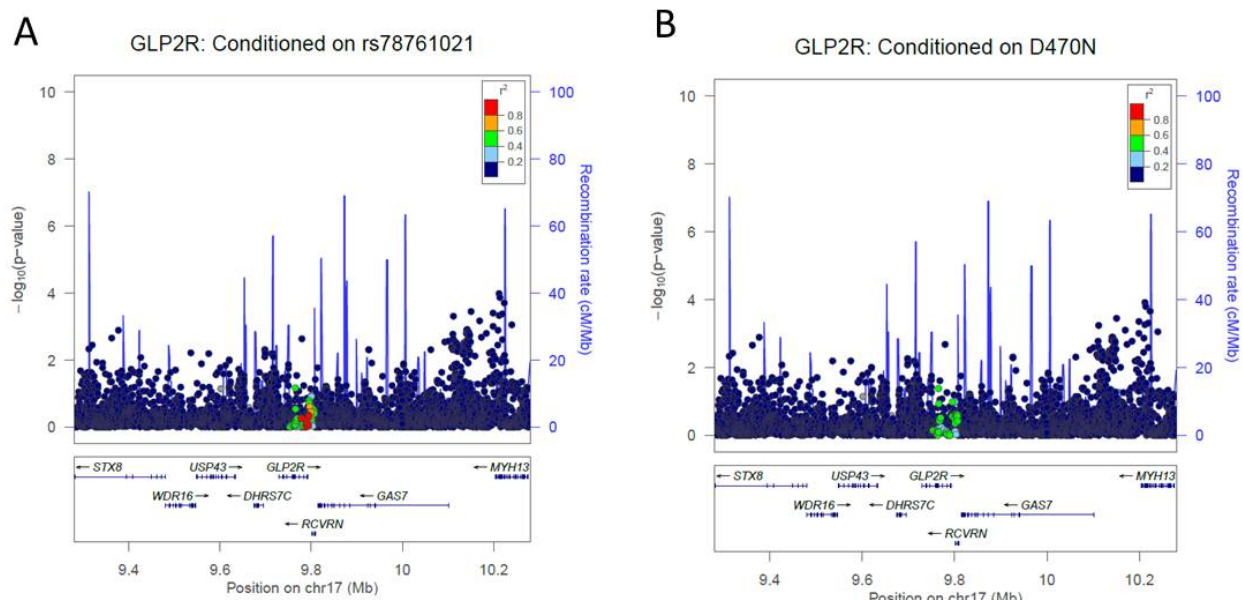 A
GLP2R: Conditioned on rs78761021
10
8
6
4
2
0
−log10(p−value)
100
80
60
40
20
0
Recombination rate (cM/Mb)
r2
0.8
0.6
0.4
0.2
← STX8
USP43 →
GLP2R →
← MYH13
WDR16 →
← DHRS7C
← GAS7
← RCVRN
9.4
9.6
9.8
10
10.2
Position on chr17 (Mb)
B
GLP2R: Conditioned on D470N
10
8
6
4
2
0
−log10(p−value)
100
80
60
40
20
0
Recombination rate (cM/Mb)
r2
0.8
0.6
0.4
0.2
← STX8
USP43 →
GLP2R →
← MYH13
WDR16 →
← DHRS7C
← GAS7
← RCVRN
9.4
9.6
9.8
10
10.2
Position on chr17 (Mb)